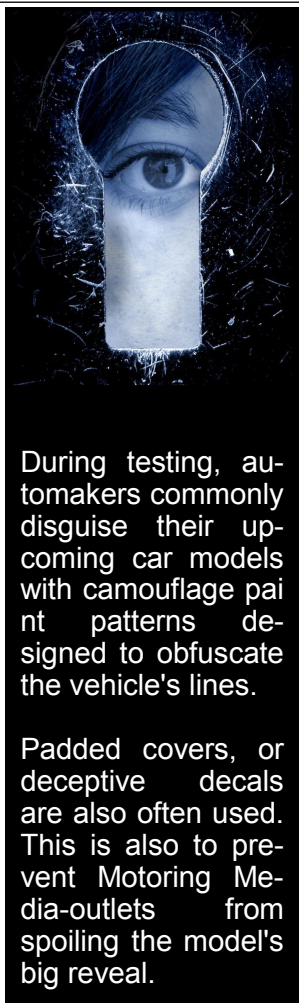 During testing, au-
tomakers commonly
disguise their up-
coming car models
with camouflage pai
nt patterns de-
signed to obfuscate
the vehicle's lines.
Padded covers, or
deceptive decals
are also often used.
This is also to pre-
vent Motoring Me-
dia-outlets from
spoiling the model's
big reveal.